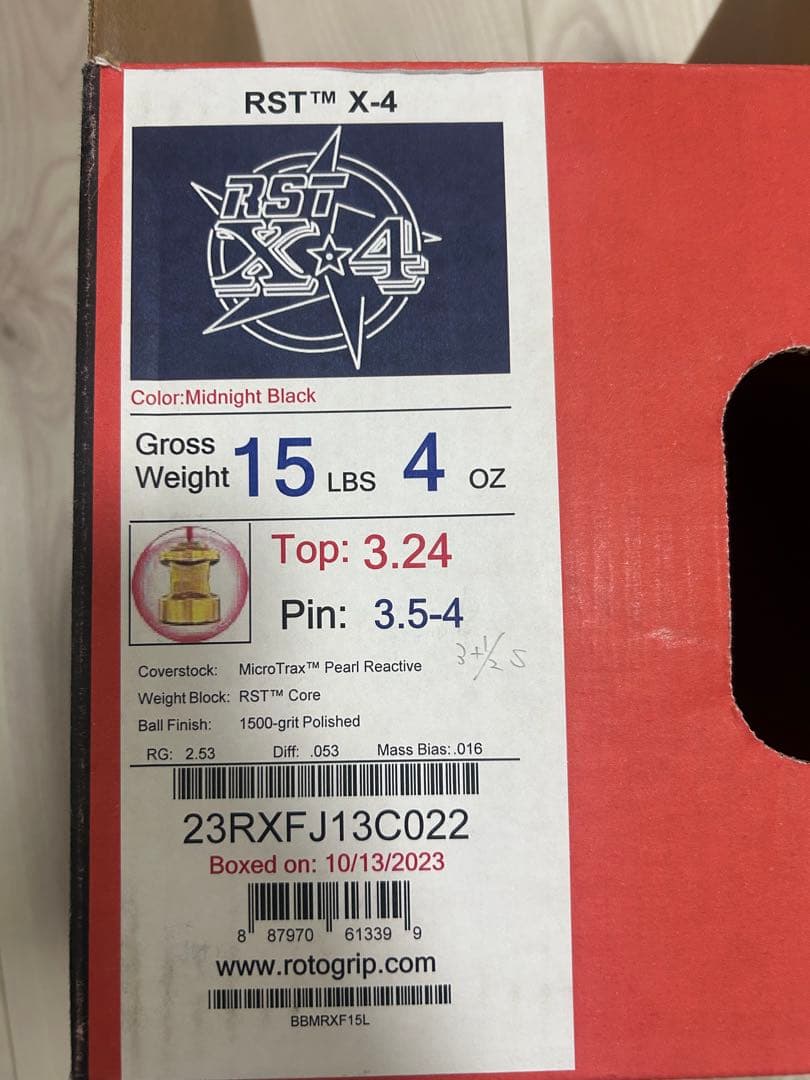 RST™ X-4
RST
X☆4
Color:Midnight Black
Gross Weight 15 LBS 4 OZ
Top: 3.24
Pin: 3.5-4
3+1/2 S
Coverstock: MicroTrax™ Pearl Reactive
Weight Block: RST™ Core
Ball Finish: 1500-grit Polished
RG: 2.53 Diff: .053 Mass Bias: .016
23RXFJ13C022
Boxed on: 10/13/2023
8 87970 61339 9
www.rotogrip.com
BBMRXF15L